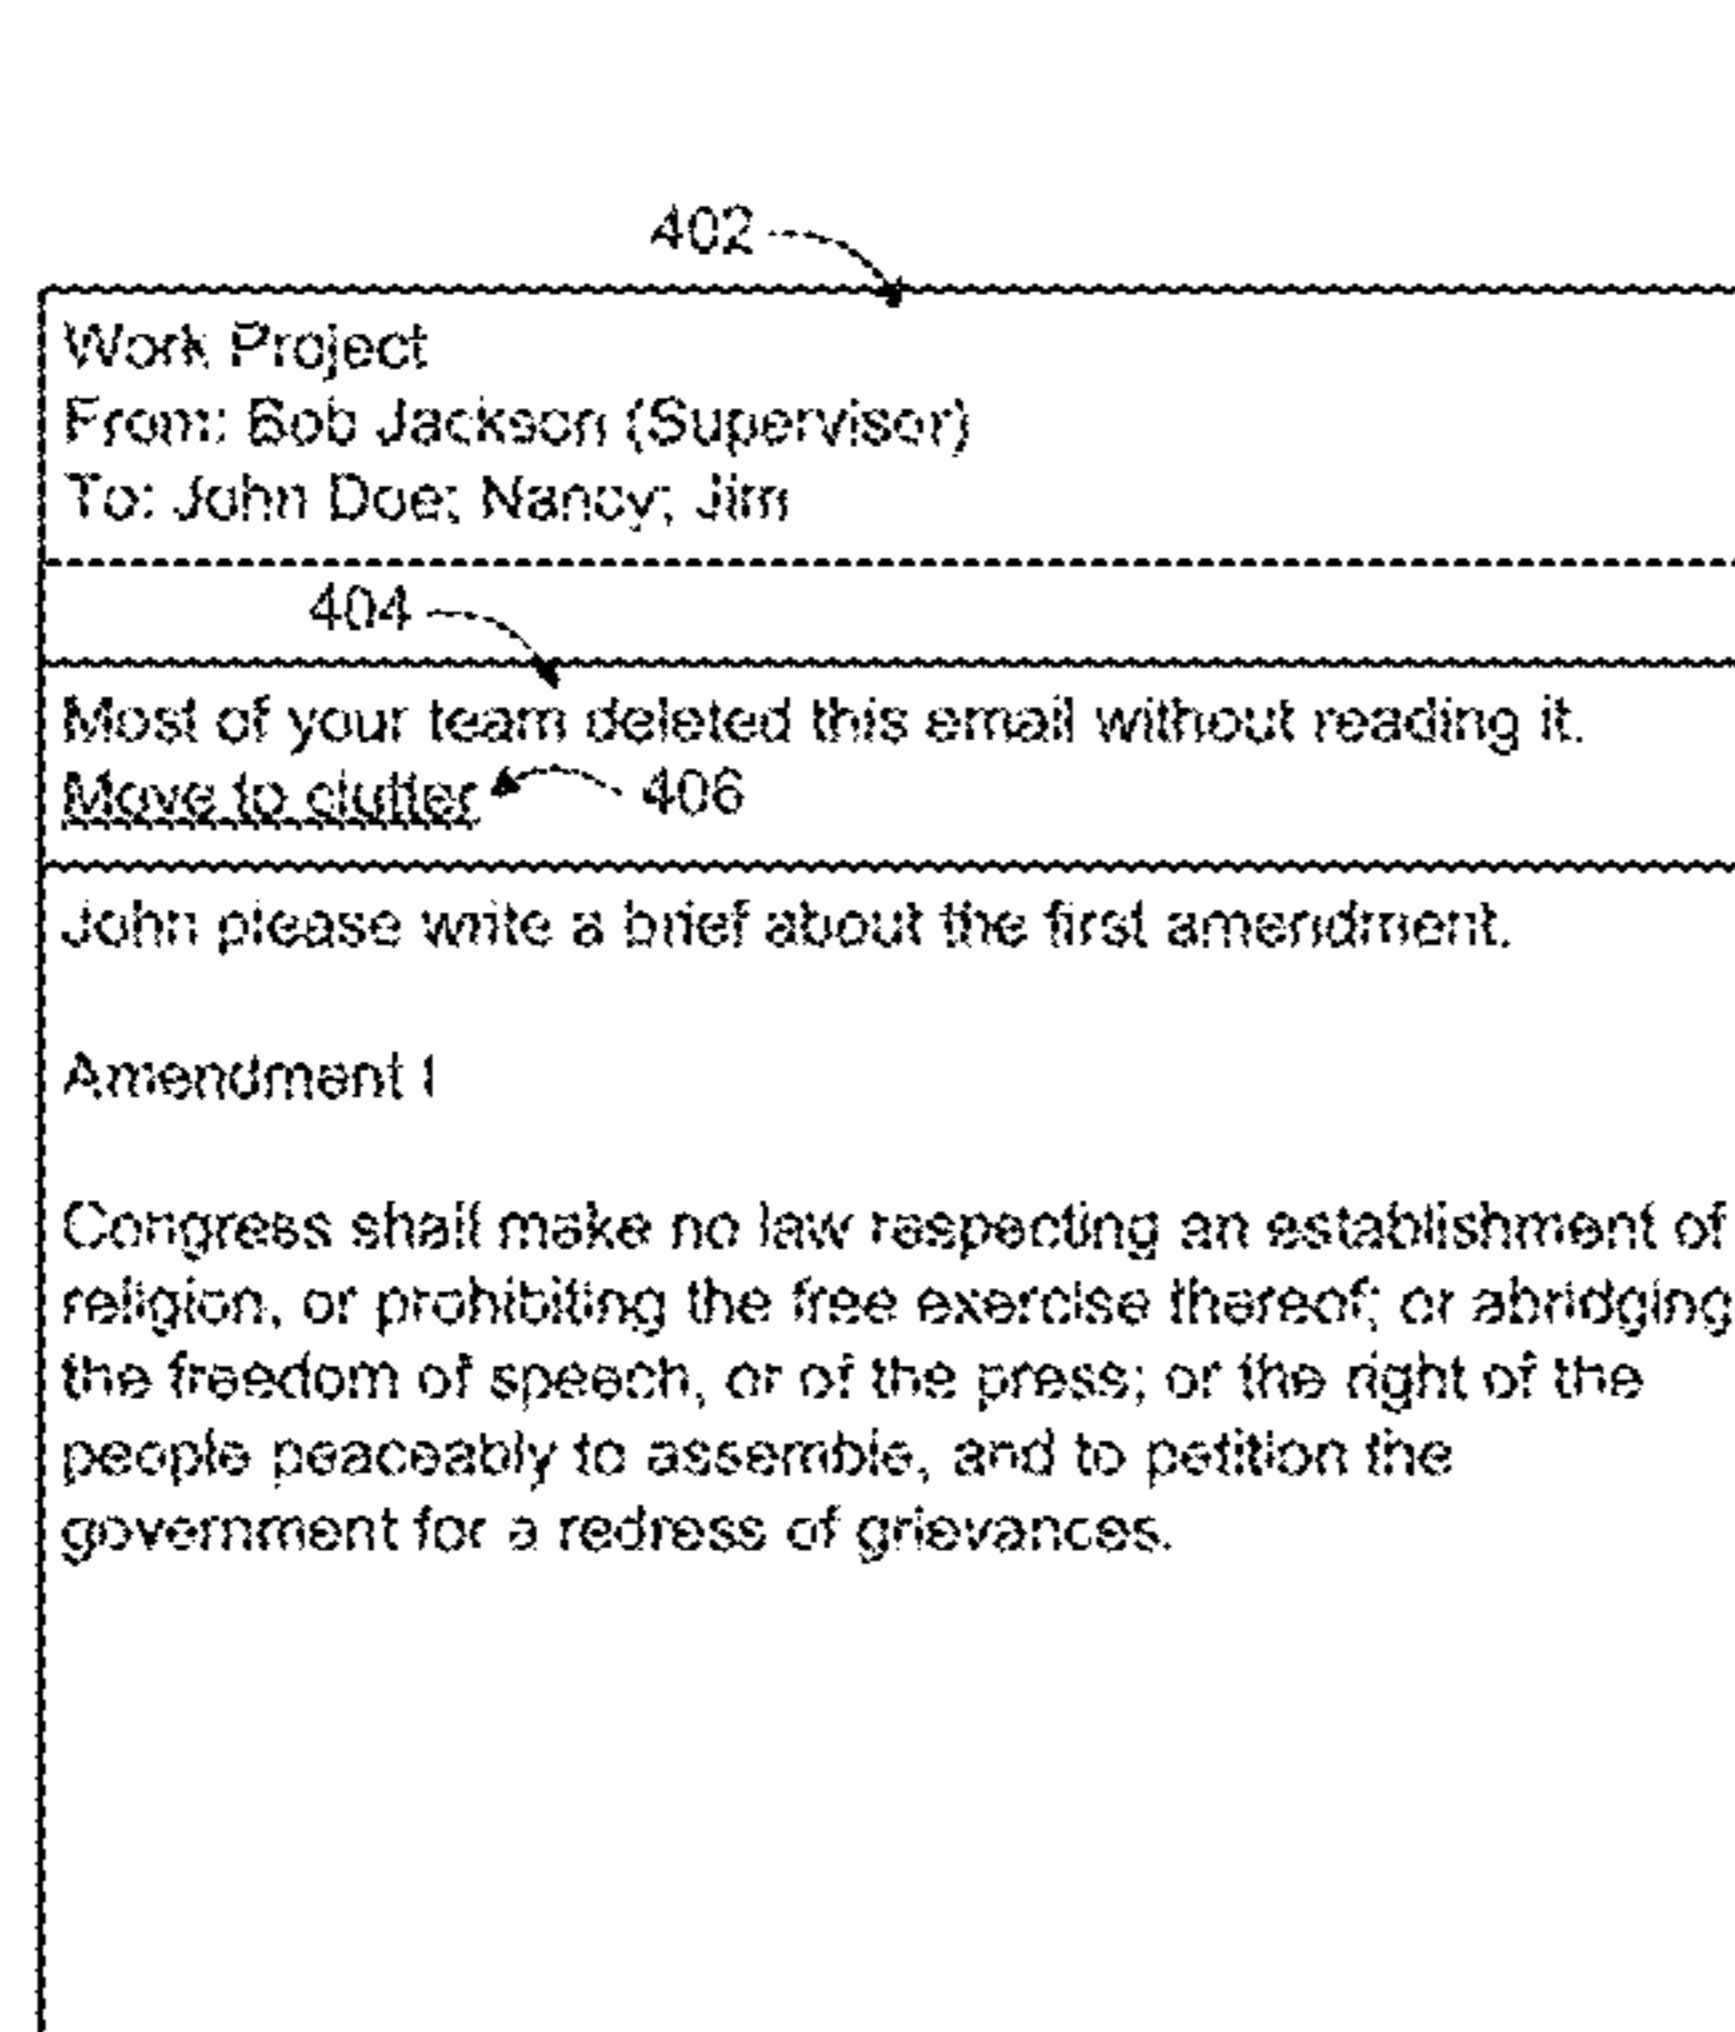 402
Work Project
From: Bob Jackson (Supervisor)
To: John Doe; Nancy; Jim
404
Most of your team deleted this email without reading it.
Move to clutter 406
John please write a brief about the first amendment.
Amendment I
Congress shall make no law respecting an establishment of
religion, or prohibiting the free exercise thereof; or abridging
the freedom of speech, or of the press; or the right of the
people peaceably to assemble, and to petition the
government for a redress of grievances.